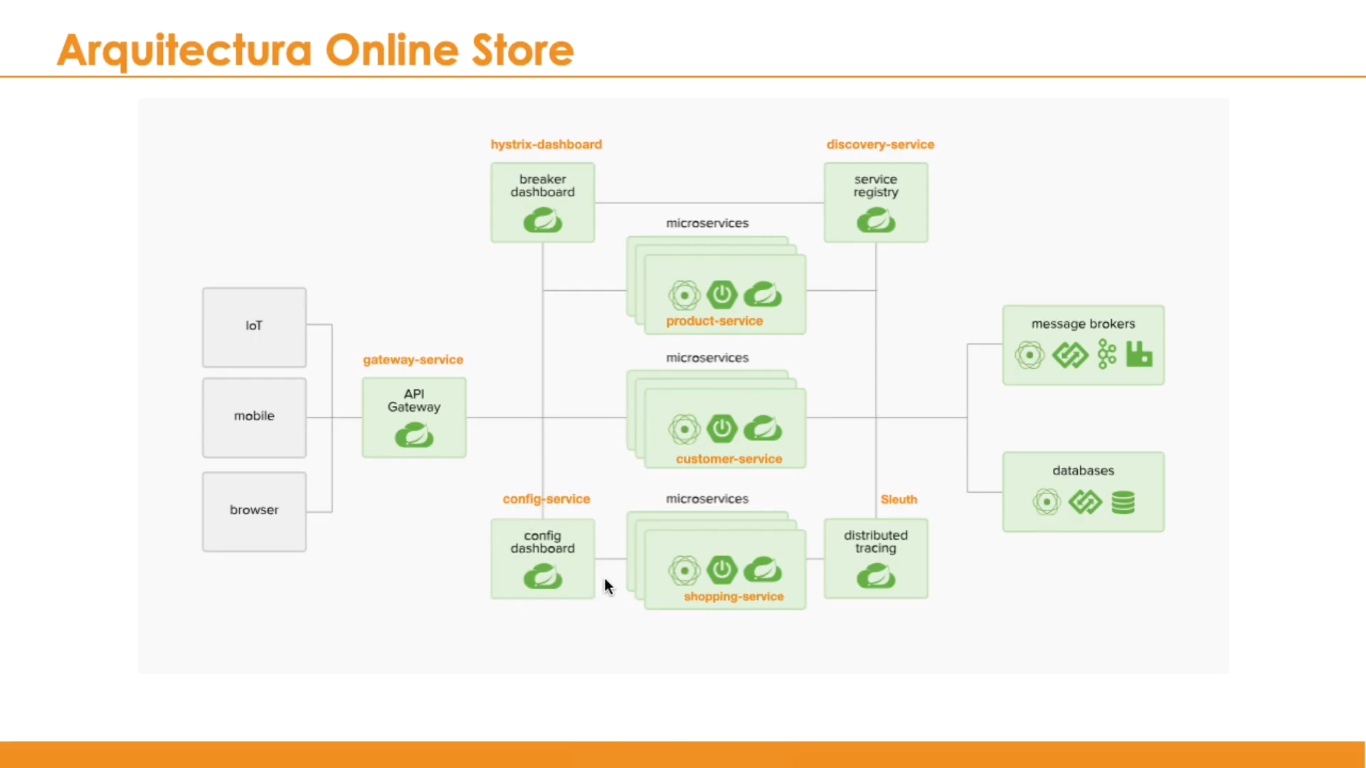 Arquitectura Online Store
hystrix-dashboard
discovery-service
breaker
dashboard
service
registry
microservices
product-service
IoT
mobile
browser
gateway-service
API
Gateway
microservices
customer-service
message brokers
databases
config-service
microservices
Sleuth
config
dashboard
shopping-service
distributed
tracing